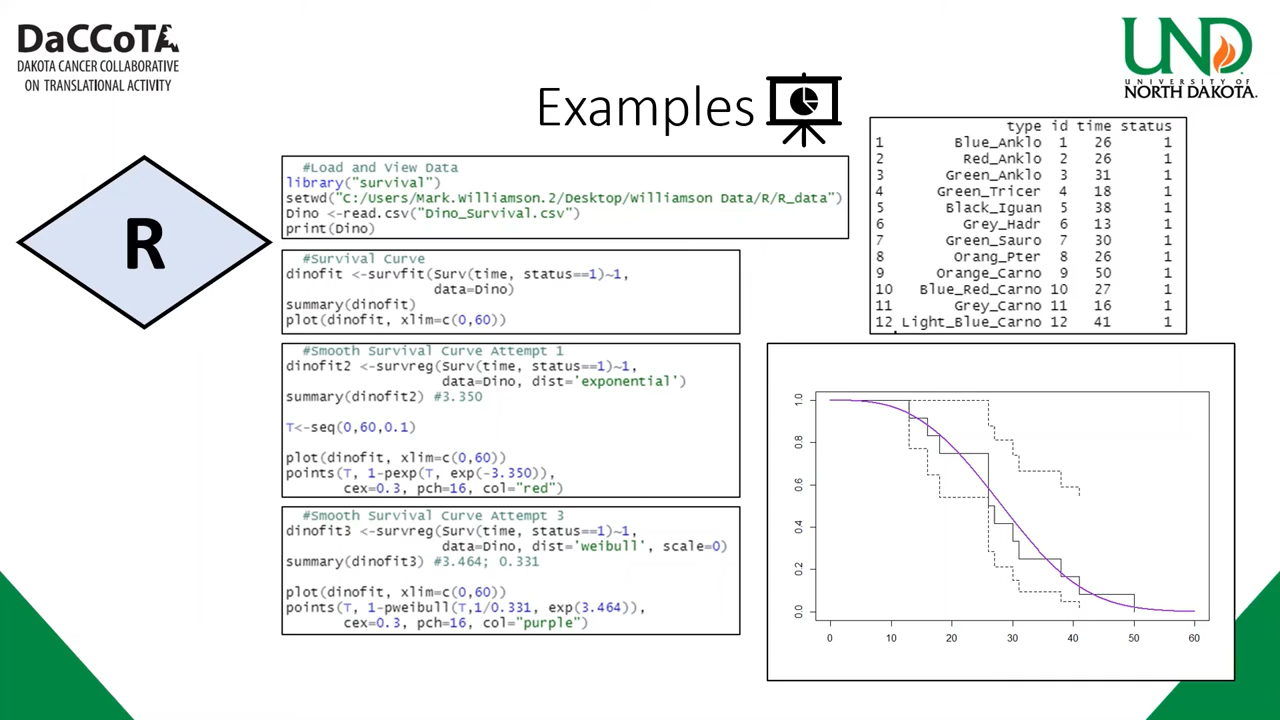 DaCCoTA
DAKOTA CANCER COLLABORATIVE
ON TRANSLATIONAL ACTIVITY
UND
UNIVERSITY OF
NORTH DAKOTA.
Examples
R
#Load and View Data
library("survival")
setwd("C:/Users/Mark.Williamson.2/Desktop/Williamson Data/R/R_data")
Dino <-read.csv("Dino_Survival.csv")
print(Dino)
#Survival Curve
dinofit <-survfit(Surv(time, status==1)~1,
data=Dino)
summary(dinofit)
plot(dinofit, xlim=c(0,60))
#Smooth Survival Curve Attempt 1
dinofit2 <-survreg(Surv(time, status==1)~1,
data=Dino, dist='exponential')
summary(dinofit2) #3.350
T<-seq(0,60,0.1)
plot(dinofit, xlim=c(0,60))
points(T, 1-pexp(T, exp(-3.350)),
cex=0.3, pch=16, col="red")
#Smooth Survival Curve Attempt 3
dinofit3 <-survreg(Surv(time, status==1)~1,
data=Dino, dist='weibull', scale=0)
summary(dinofit3) #3.464; 0.331
plot(dinofit, xlim=c(0,60))
points(T, 1-pweibull(T,1/0.331, exp(3.464)),
cex=0.3, pch=16, col="purple")
type id time status
1 Blue_Anklo 1 26 1
2 Red_Anklo 2 26 1
3 Green_Anklo 3 31 1
4 Green_Tricer 4 18 1
5 Black_Iguan 5 38 1
6 Grey_Hadr 6 13 1
7 Green_Sauro 7 30 1
8 Orang_Pter 8 26 1
9 Orange_Carno 9 50 1
10 Blue_Red_Carno 10 27 1
11 Grey_Carno 11 16 1
12 Light_Blue_Carno 12 41 1
1.0
0.8
0.6
0.4
0.2
0.0
0 10 20 30 40 50 60